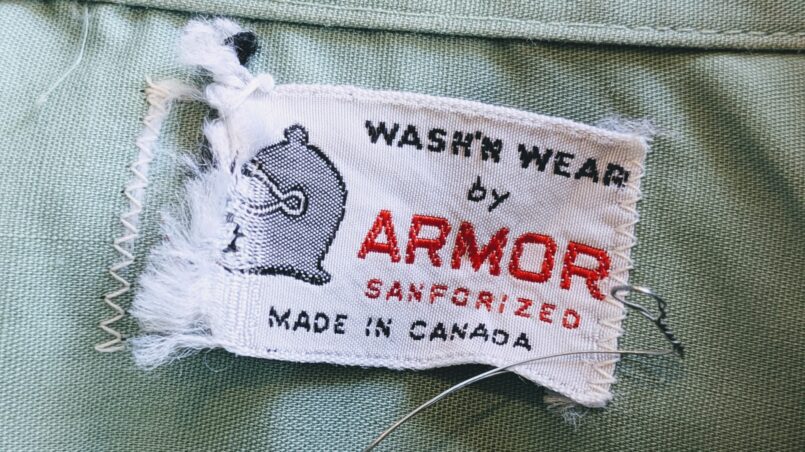 WASH'N WEAR
by
ARMOR
SANFORIZED
MADE IN CANADA